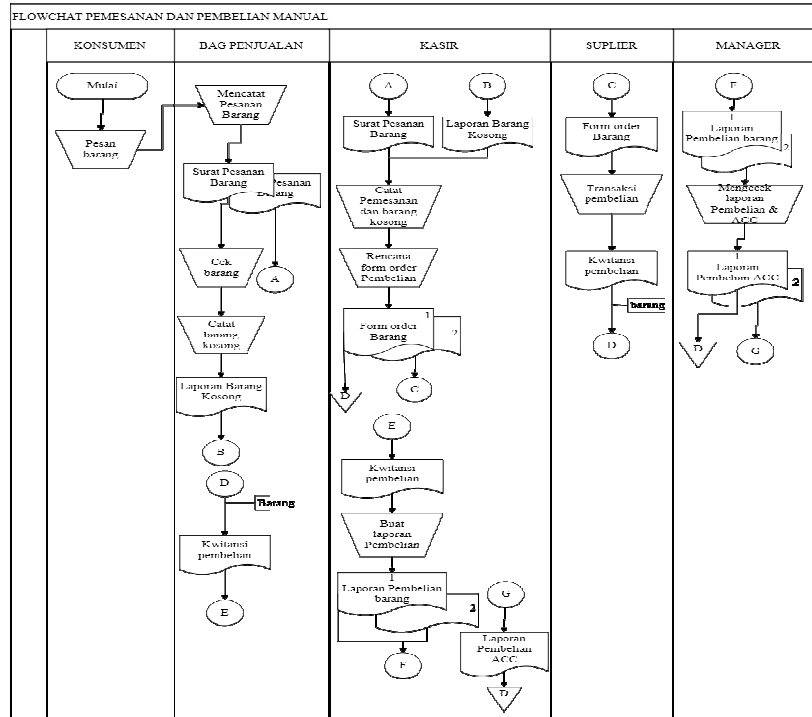 FLOWCHAT PEMESANAN DAN PEMBELIAN MANUAL
KONSUMEN
BAG PENJUALAN
KASIR
SUPLIER
MANAGER
Mulai
Pesan
barang
Mencatat
Pesanan
Barang
Surat Pesanan
Barang
Pesanan
A
Cek
barang
Catat
barang
kosong
Laporan Barang
Kosong
B
D
Barang
Kwitansi
pembelian
E
A
B
Surat Pesanan
Barang
Laporan Barang
Kosong
Catat
Pemesanan
dan barang
kosong
Rencana
form order
Pembelian
1
Form order
Barang
2
D
C
E
Kwitansi
pembelian
Buat
laporan
Pembelian
1
Laporan Pembelian
barang
2
F
G
Laporan
Pembelian
ACC
D
C
Form order
Barang
Transaksi
pembelian
Kwitansi
pembelian
barang
D
F
1
Laporan
Pembelian barang
2
Mengecek
laporan
Pembelian &
ACC
1
Laporan
Pembelian ACC
2
D
G